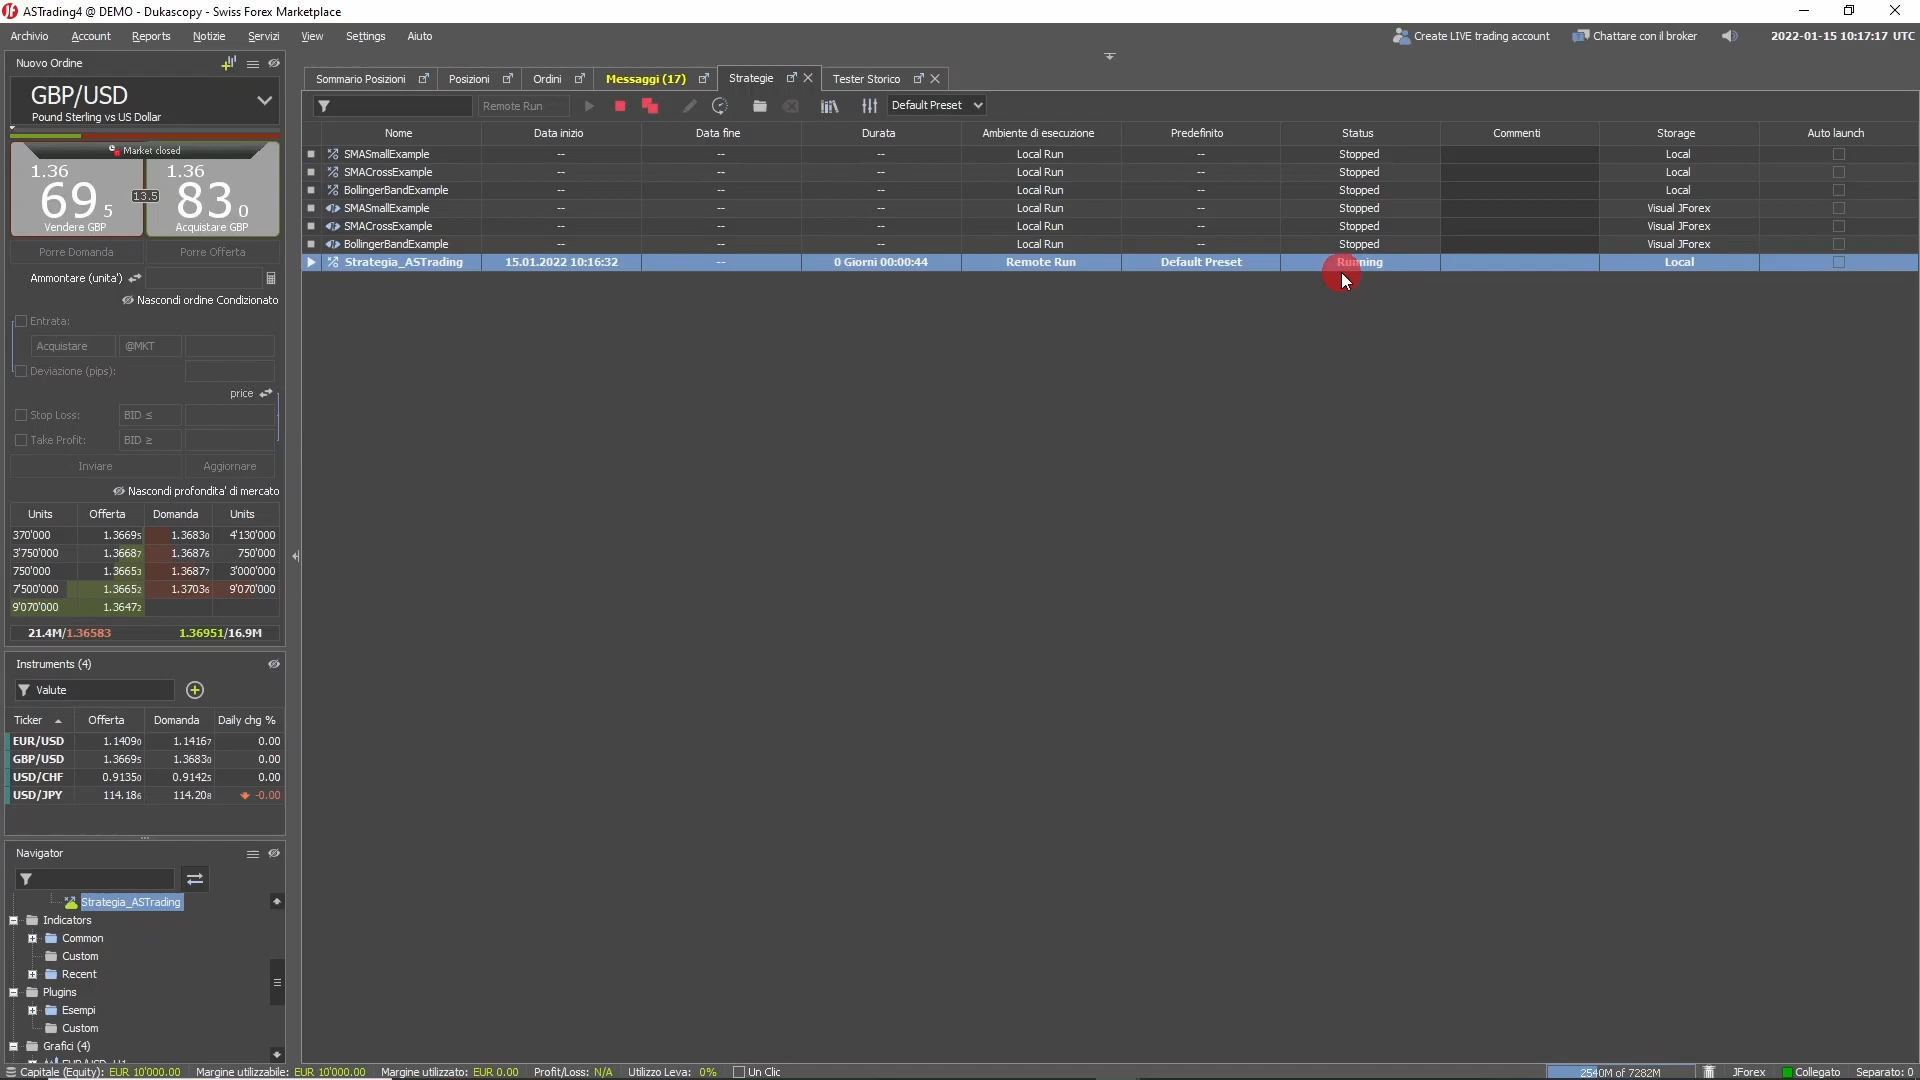 ASTrading4 @ DEMO - Dukascopy - Swiss Forex Marketplace
Archivio Account Reports Notizie Servizi View Settings Aiuto Create LIVE trading account Chattare con il broker 2022-01-15 10:17:17 UTC
Nuovo Ordine
GBP/USD
Pound Sterling vs US Dollar
Market closed
1.36 1.36
69 5 13.5 83 0
Vendere GBP Acquistare GBP
Porre Domanda Porre Offerta
Ammontare (unita')
Nascondi ordine Condizionato
Entrata:
Acquistare @MKT
Deviazione (pips):
price
Stop Loss: BID ≤
Take Profit: BID ≥
Inviare Aggiornare
Nascondi profondita' di mercato
Units Offerta Domanda Units
370'000 1.36695 1.36830 4'130'000
3'750'000 1.36687 1.36876 750'000
750'000 1.36653 1.36877 3'000'000
7'500'000 1.36652 1.37036 9'070'000
9'070'000 1.36472
21.4M/1.36583 1.36951/16.9M
Instruments (4)
Valute
Ticker Offerta Domanda Daily chg %
EUR/USD 1.14090 1.14167 0.00
GBP/USD 1.36695 1.36830 0.00
USD/CHF 0.91350 0.91425 0.00
USD/JPY 114.186 114.208 -0.00
Navigator
Strategia_ASTrading
Indicators
Common
Custom
Recent
Plugins
Esempi
Custom
Grafici (4)
Sommario Posizioni Posizioni Ordini Messaggi (17) Strategie Tester Storico
Remote Run Default Preset
Nome Data inizio Data fine Durata Ambiente di esecuzione Predefinito Status Commenti Storage Auto launch
SMASmallExample -- -- -- Local Run -- Stopped Local
SMACrossExample -- -- -- Local Run -- Stopped Local
BollingerBandExample -- -- -- Local Run -- Stopped Local
SMASmallExample -- -- -- Local Run -- Stopped Visual JForex
SMACrossExample -- -- -- Local Run -- Stopped Visual JForex
BollingerBandExample -- -- -- Local Run -- Stopped Visual JForex
Strategia_ASTrading 15.01.2022 10:16:32 -- 0 Giorni 00:00:44 Remote Run Default Preset Running Local
Capitale (Equity): EUR 10'000.00 Margine utilizzabile: EUR 10'000.00 Margine utilizzato: EUR 0.00 Profit/Loss: N/A Utilizzo Leva: 0% Un Clic 2540M of 7282M JForex Collegato Separato: 0